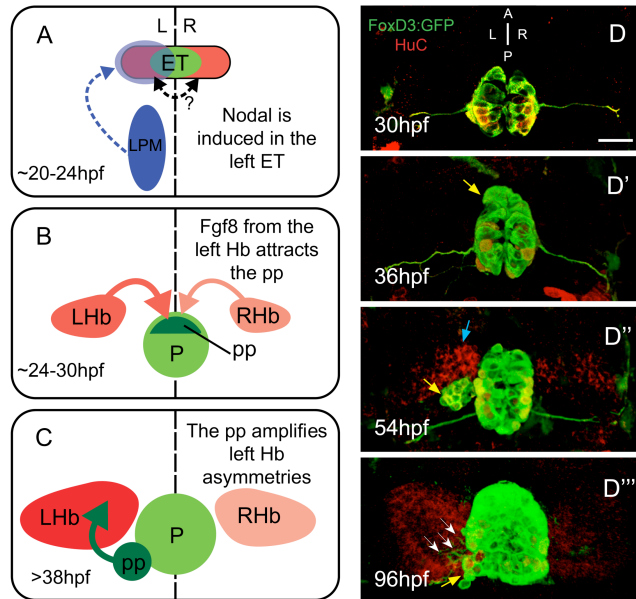 A
L R
ET
?
LPM
Nodal is
induced in the
left ET
~20-24hpf
B
Fgf8 from the
left Hb attracts
the pp
LHb
RHb
P
pp
~24-30hpf
C
The pp amplifies
left Hb
asymmetries
LHb
RHb
P
pp
>38hpf
FoxD3:GFP
HuC
A
L R
P
D
30hpf
D'
36hpf
D''
54hpf
D'''
96hpf